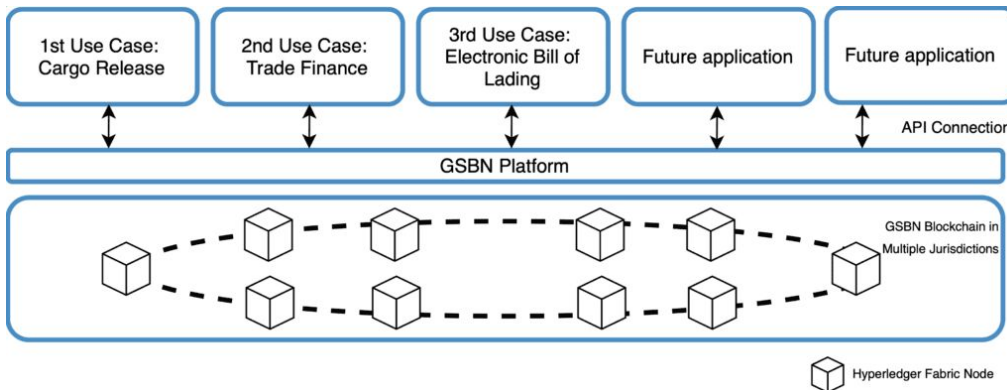 1st Use Case:
Cargo Release
2nd Use Case:
Trade Finance
3rd Use Case:
Electronic Bill of
Lading
Future application
Future application
API Connection
GSBN Platform
GSBN Blockchain in
Multiple Jurisdictions
Hyperledger Fabric Node